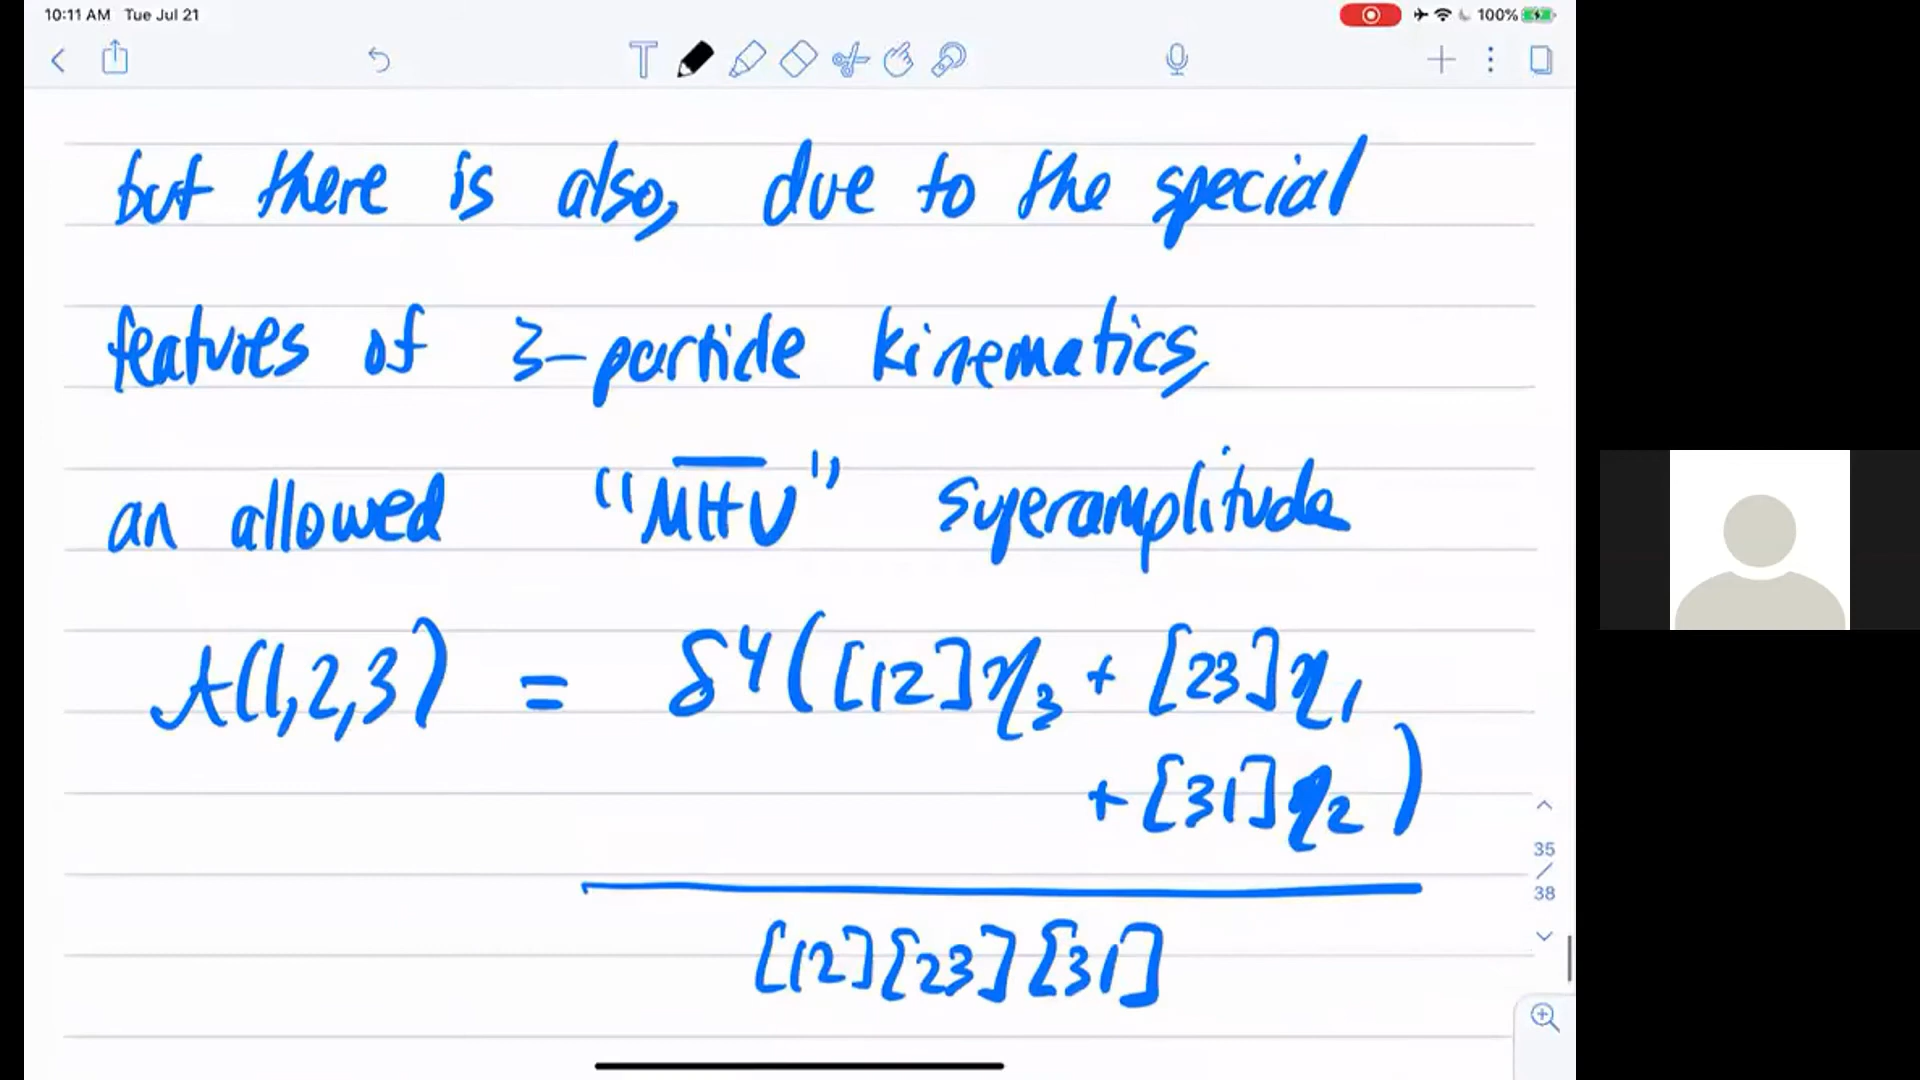 10:11 AM Tue Jul 21
100%
T
but there is also, due to the special
features of 3-particle kinematics,
an allowed "M̅H̅V̅" superamplitude
A(1,2,3) = δ⁴([12]η₃ + [23]η₁
+ [31]η₂)
[12][23][31]
35
/
38